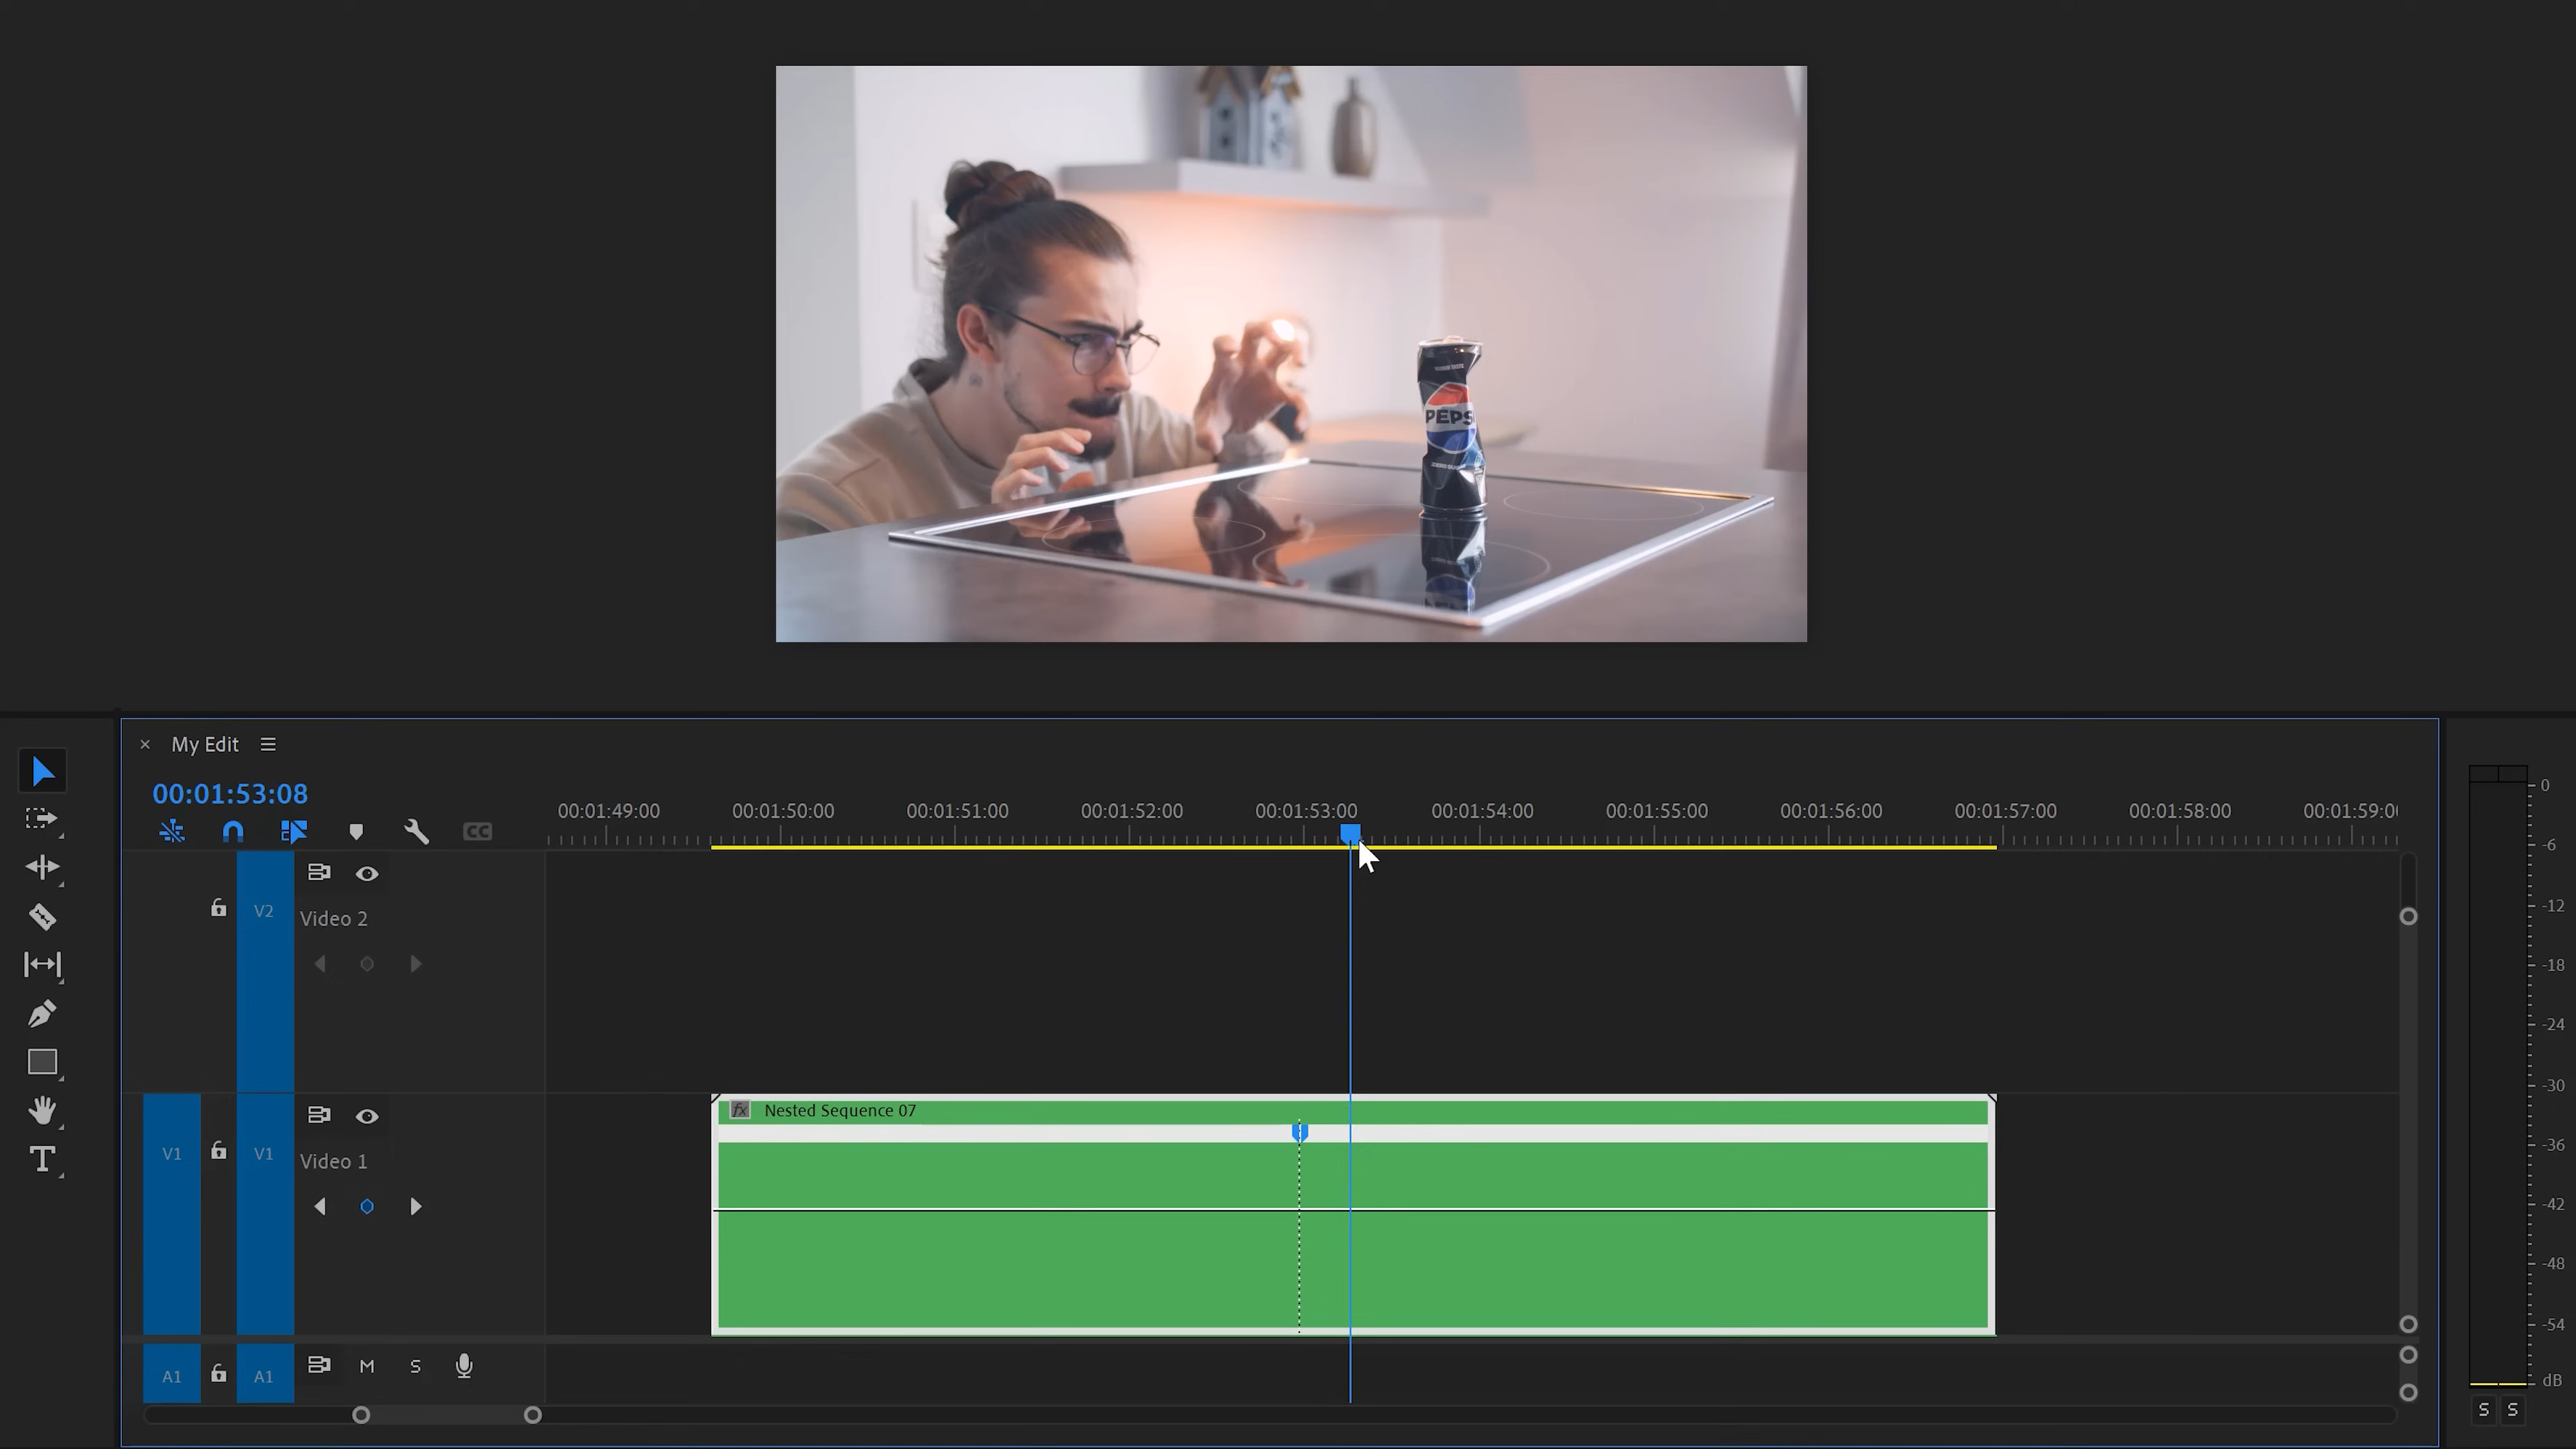 PEPS
× My Edit
00:01:53:08
00:01:49:00 00:01:50:00 00:01:51:00 00:01:52:00 00:01:53:00 00:01:54:00 00:01:55:00 00:01:56:00 00:01:57:00 00:01:58:00 00:01:59:0
CC
V2
Video 2
fx Nested Sequence 07
V1 V1
Video 1
A1 A1 M S
T
0
-6
-12
-18
-24
-30
-36
-42
-48
-54
dB
S S